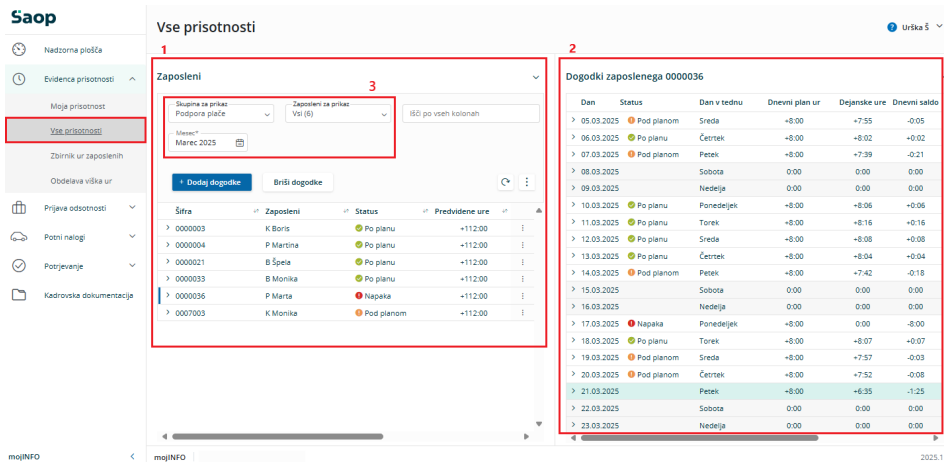 Saop
Vse prisotnosti
Urška Š
Nadzorna plošča
Evidenca prisotnosti
Moja prisotnost
Vse prisotnosti
Zbirnik ur zaposlenih
Obdelava viška ur
Prijava odsotnosti
Potni nalogi
Potrjevanje
Kadrovska dokumentacija
mojINFO
1
Zaposleni
3
Skupina za prikaz
Podpora plače
Zaposleni za prikaz
Vsi (6)
Išči po vseh kolonah
Mesec*
Marec 2025
+ Dodaj dogodke
Briši dogodke
Šifra Zaposleni Status Predvidene ure
0000003 K Boris Po planu +112:00
0000004 P Martina Po planu +112:00
0000021 B Špela Po planu +112:00
0000033 B Monika Po planu +112:00
0000036 P Marta Napaka +112:00
0007003 K Monika Pod planom +112:00
2
Dogodki zaposlenega 0000036
Dan Status Dan v tednu Dnevni plan ur Dejanske ure Dnevni saldo
05.03.2025 Pod planom Sreda +8:00 +7:55 -0:05
06.03.2025 Po planu Četrtek +8:00 +8:02 +0:02
07.03.2025 Pod planom Petek +8:00 +7:39 -0:21
08.03.2025 Sobota 0:00 0:00 0:00
09.03.2025 Nedelja 0:00 0:00 0:00
10.03.2025 Po planu Ponedeljek +8:00 +8:06 +0:06
11.03.2025 Po planu Torek +8:00 +8:16 +0:16
12.03.2025 Po planu Sreda +8:00 +8:08 +0:08
13.03.2025 Po planu Četrtek +8:00 +8:04 +0:04
14.03.2025 Pod planom Petek +8:00 +7:42 -0:18
15.03.2025 Sobota 0:00 0:00 0:00
16.03.2025 Nedelja 0:00 0:00 0:00
17.03.2025 Napaka Ponedeljek +8:00 0:00 -8:00
18.03.2025 Po planu Torek +8:00 +8:07 +0:07
19.03.2025 Pod planom Sreda +8:00 +7:57 -0:03
20.03.2025 Pod planom Četrtek +8:00 +7:52 -0:08
21.03.2025 Petek +8:00 +6:35 -1:25
22.03.2025 Sobota 0:00 0:00 0:00
23.03.2025 Nedelja 0:00 0:00 0:00
mojINFO
2025.1